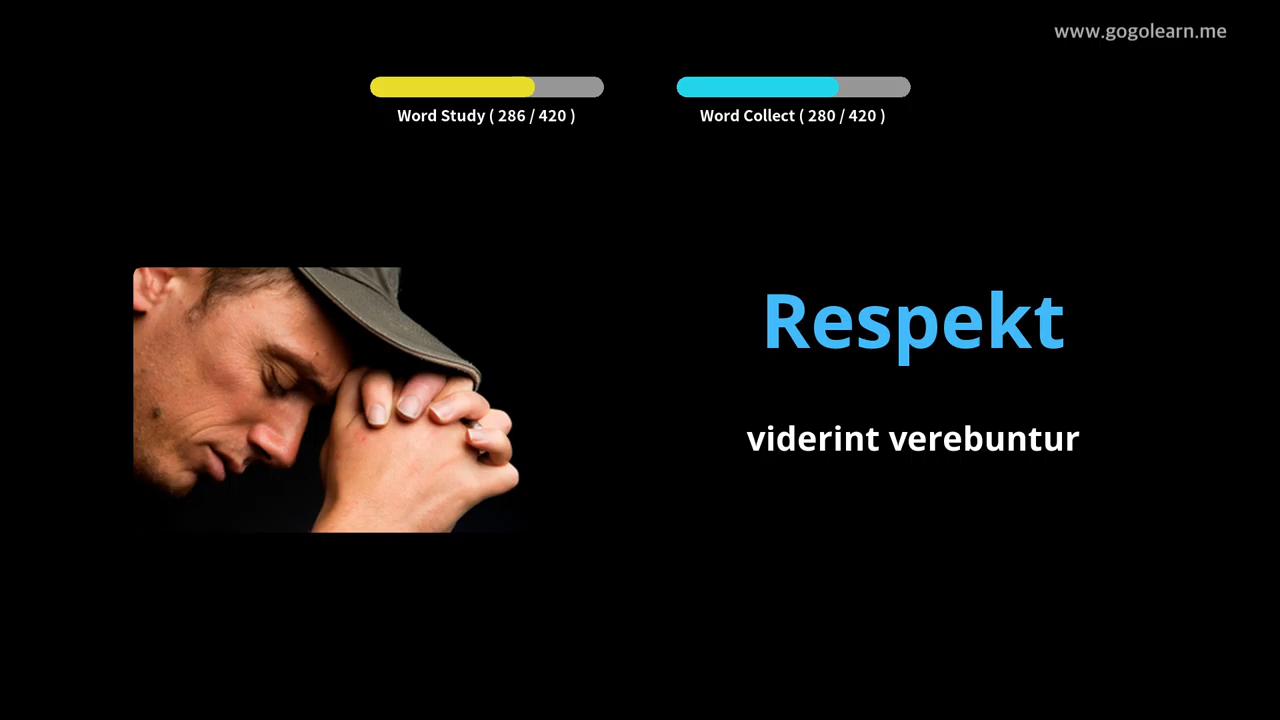 www.gogolearn.me
Word Study ( 286 / 420 )
Word Collect ( 280 / 420 )
Respekt
viderint verebuntur